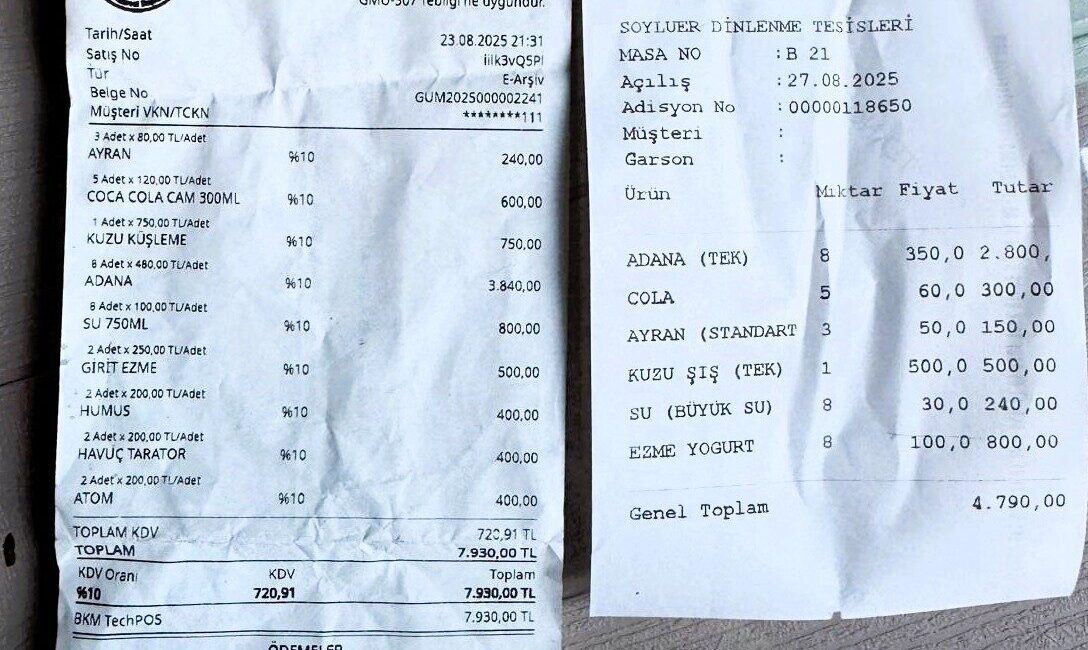 GMO-507 Tebliği'ne uygundur.
Tarih/Saat 23.08.2025 21:31
Satış No iilk3vQ5PI
Tür E-Arşiv
Belge No GUM2025000002241
Müşteri VKN/TCKN ********111
3 Adet x 80,00 TL/Adet
AYRAN %10 240,00
5 Adet x 120,00 TL/Adet
COCA COLA CAM 300ML %10 600,00
1 Adet x 750,00 TL/Adet
KUZU KÜŞLEME %10 750,00
8 Adet x 480,00 TL/Adet
ADANA %10 3.840,00
8 Adet x 100,00 TL/Adet
SU 750ML %10 800,00
2 Adet x 250,00 TL/Adet
GİRİT EZME %10 500,00
2 Adet x 200,00 TL/Adet
HUMUS %10 400,00
2 Adet x 200,00 TL/Adet
HAVUÇ TARATOR %10 400,00
2 Adet x 200,00 TL/Adet
ATOM %10 400,00
TOPLAM KDV 720,91 TL
TOPLAM 7.930,00 TL
KDV Oranı KDV Toplam
%10 720,91 7.930,00 TL
BKM TechPOS 7.930,00 TL
ÖDEMELER
SOYLUER DİNLENME TESİSLERİ
MASA NO :B 21
Açılış :27.08.2025
Adisyon No :00000118650
Müşteri :
Garson :
Ürün Miktar Fiyat Tutar
ADANA (TEK) 8 350,0 2.800,
COLA 5 60,0 300,00
AYRAN (STANDART 3 50,0 150,00
KUZU ŞIŞ (TEK) 1 500,0 500,00
SU (BÜYÜK SU) 8 30,0 240,00
EZME YOGURT 8 100,0 800,00
Genel Toplam 4.790,00